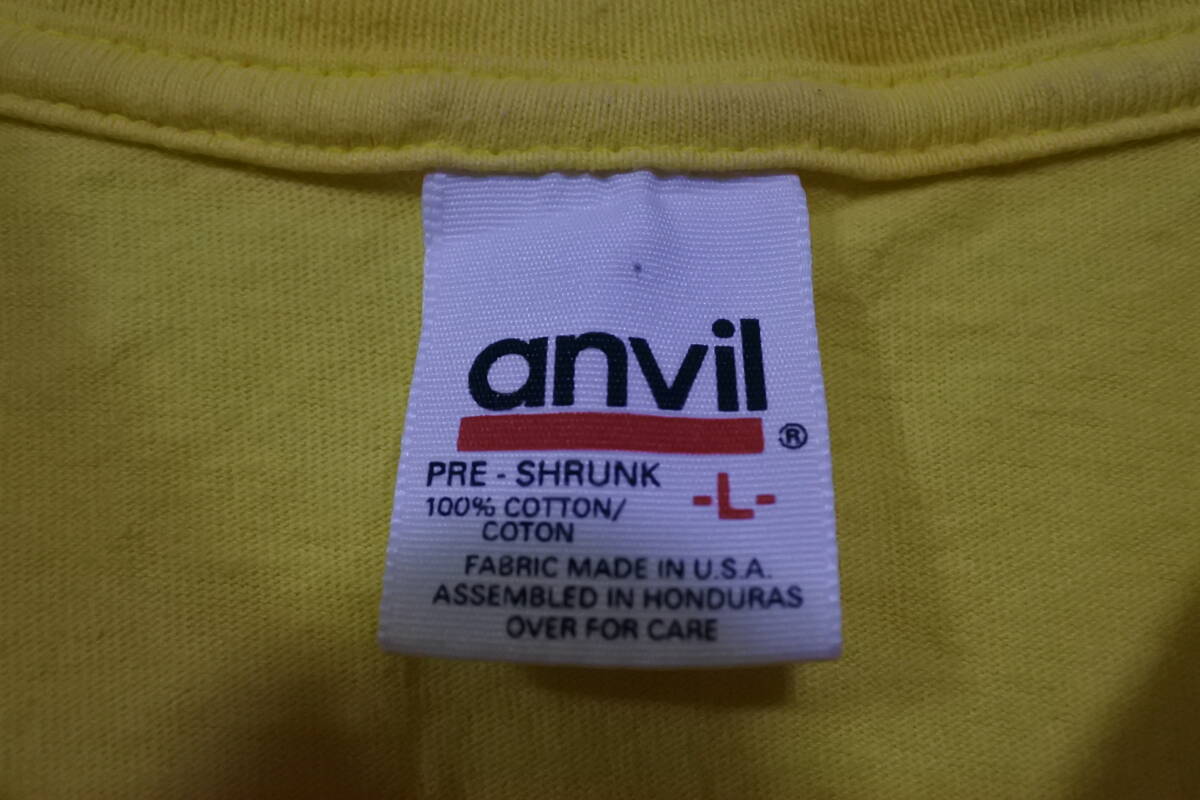 anvil®
PRE - SHRUNK -L-
100% COTTON/
COTON
FABRIC MADE IN U.S.A.
ASSEMBLED IN HONDURAS
OVER FOR CARE